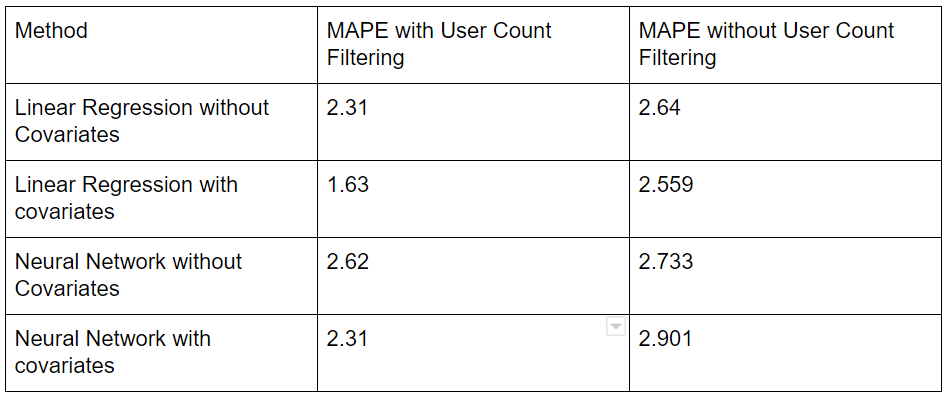 Method
MAPE with User Count
Filtering
MAPE without User Count
Filtering
Linear Regression without
Covariates
2.31
2.64
Linear Regression with
covariates
1.63
2.559
Neural Network without
Covariates
2.62
2.733
Neural Network with
covariates
2.31
2.901